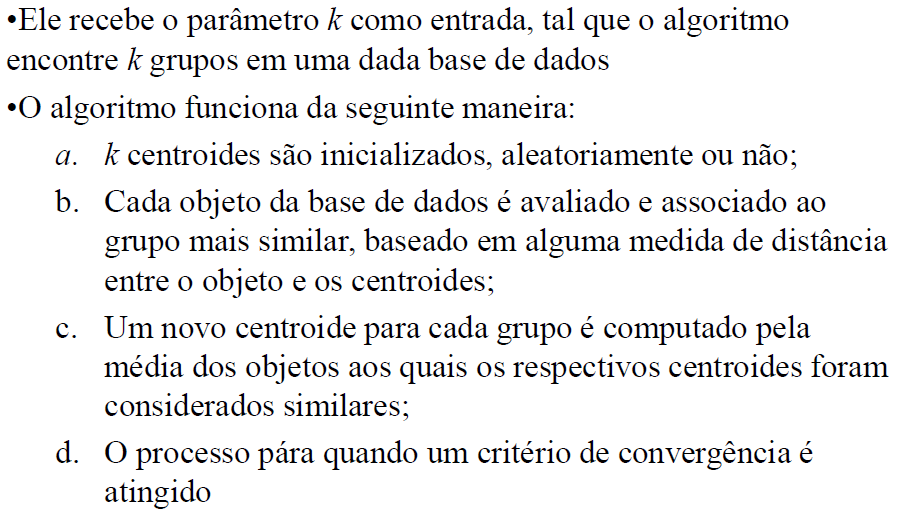 •Ele recebe o parâmetro k como entrada, tal que o algoritmo
encontre k grupos em uma dada base de dados
•O algoritmo funciona da seguinte maneira:
a. k centroides são inicializados, aleatoriamente ou não;
b. Cada objeto da base de dados é avaliado e associado ao
grupo mais similar, baseado em alguma medida de distância
entre o objeto e os centroides;
c. Um novo centroide para cada grupo é computado pela
média dos objetos aos quais os respectivos centroides foram
considerados similares;
d. O processo pára quando um critério de convergência é
atingido